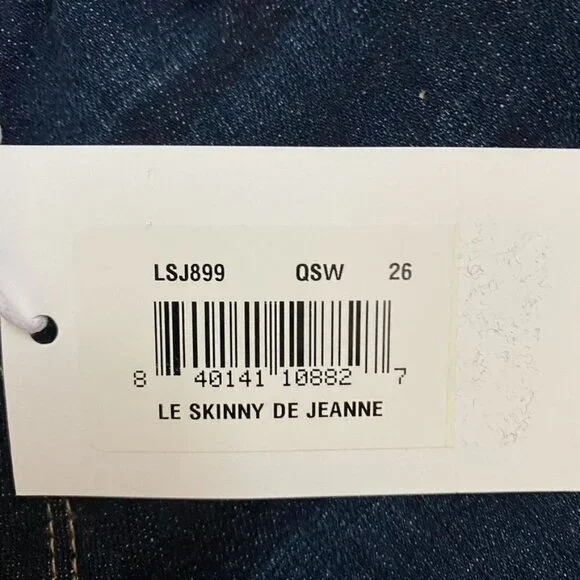 LSJ899 QSW 26
8 40141 10882 7
LE SKINNY DE JEANNE